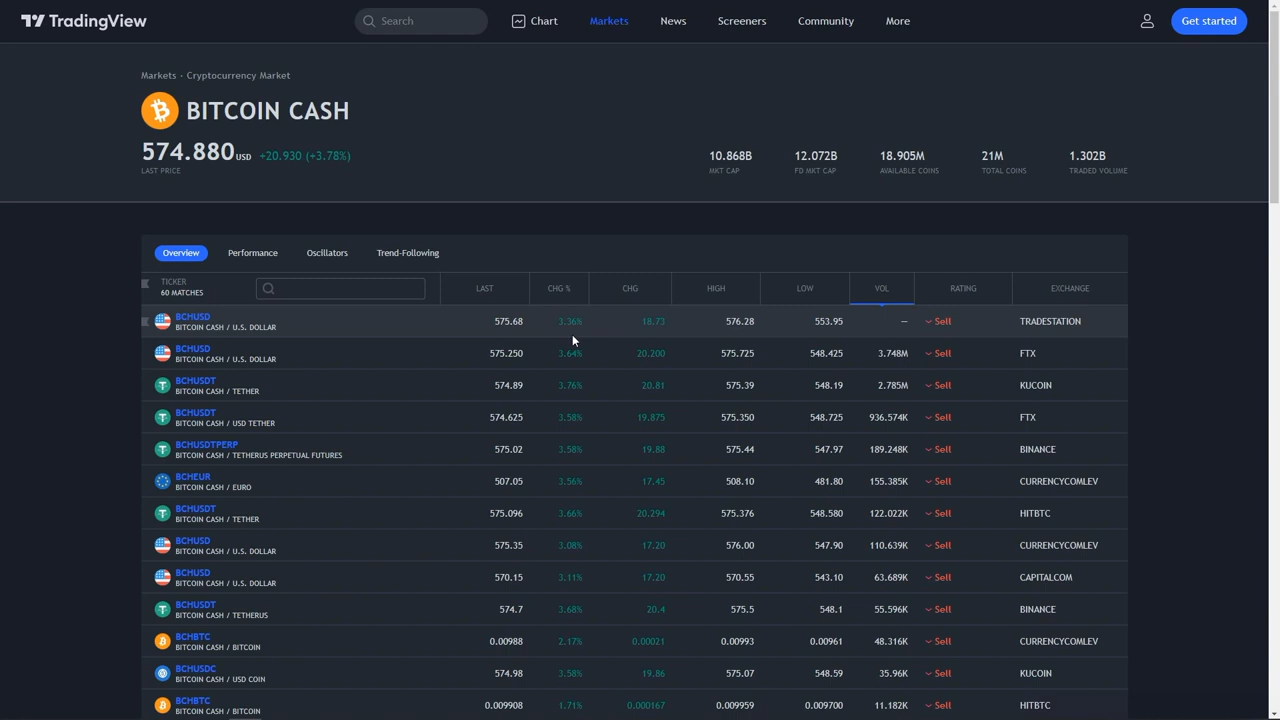 TradingView
Search
Chart
Markets
News
Screeners
Community
More
Get started
Markets · Cryptocurrency Market
BITCOIN CASH
574.880 USD +20.930 (+3.78%)
LAST PRICE
10.868B 12.072B 18.905M 21M 1.302B
MKT CAP FD MKT CAP AVAILABLE COINS TOTAL COINS TRADED VOLUME
Overview Performance Oscillators Trend-Following
TICKER
60 MATCHES
LAST CHG % CHG HIGH LOW VOL RATING EXCHANGE
BCHUSD
BITCOIN CASH / U.S. DOLLAR
575.68 3.36% 18.73 576.28 553.95 — Sell TRADESTATION
BCHUSD
BITCOIN CASH / U.S. DOLLAR
575.250 3.64% 20.200 575.725 548.425 3.748M Sell FTX
BCHUSDT
BITCOIN CASH / TETHER
574.89 3.76% 20.81 575.39 548.19 2.785M Sell KUCOIN
BCHUSDT
BITCOIN CASH / USD TETHER
574.625 3.58% 19.875 575.350 548.725 936.574K Sell FTX
BCHUSDTPERP
BITCOIN CASH / TETHERUS PERPETUAL FUTURES
575.02 3.58% 19.88 575.44 547.97 189.248K Sell BINANCE
BCHEUR
BITCOIN CASH / EURO
507.05 3.56% 17.45 508.10 481.80 155.385K Sell CURRENCYCOMLEV
BCHUSDT
BITCOIN CASH / TETHER
575.096 3.66% 20.294 575.376 548.580 122.022K Sell HITBTC
BCHUSD
BITCOIN CASH / U.S. DOLLAR
575.35 3.08% 17.20 576.00 547.90 110.639K Sell CURRENCYCOMLEV
BCHUSD
BITCOIN CASH / U.S. DOLLAR
570.15 3.11% 17.20 570.55 543.10 63.689K Sell CAPITALCOM
BCHUSDT
BITCOIN CASH / TETHERUS
574.7 3.68% 20.4 575.5 548.1 55.596K Sell BINANCE
BCHBTC
BITCOIN CASH / BITCOIN
0.00988 2.17% 0.00021 0.00993 0.00961 48.316K Sell CURRENCYCOMLEV
BCHUSDC
BITCOIN CASH / USD COIN
574.98 3.58% 19.86 575.07 548.59 35.96K Sell KUCOIN
BCHBTC
BITCOIN CASH / BITCOIN
0.009908 1.71% 0.000167 0.009959 0.009700 11.182K Sell HITBTC